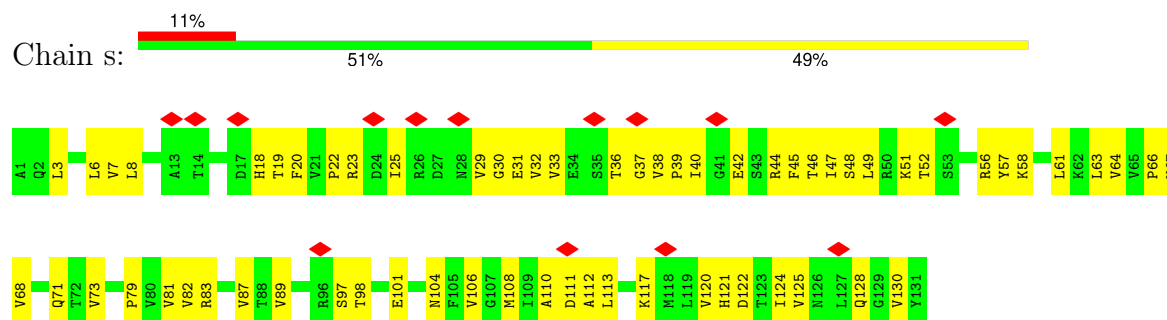 11%
Chain s:
51% 49%
A1 Q2 L3 L6 V7 L8 A13 T14 D17 H18 T19 F20 V21 P22 R23 D24 I25 R26 D27 N28 V29 G30 E31 V32 V33 E34 S35 T36 G37 V38 P39 I40 G41 E42 S43 R44 F45 T46 I47 S48 L49 R50 K51 T52 S53 R56 Y57 K58 L61 K62 L63 V64 V65 P66
V68 Q71 T72 V73 P79 V80 V81 V82 R83 V87 T88 V89 R96 S97 T98 E101 N104 F105 V106 G107 M108 I109 A110 D111 A112 L113 K117 M118 L119 V120 H121 D122 T123 I124 V125 N126 L127 Q128 G129 V130 Y131